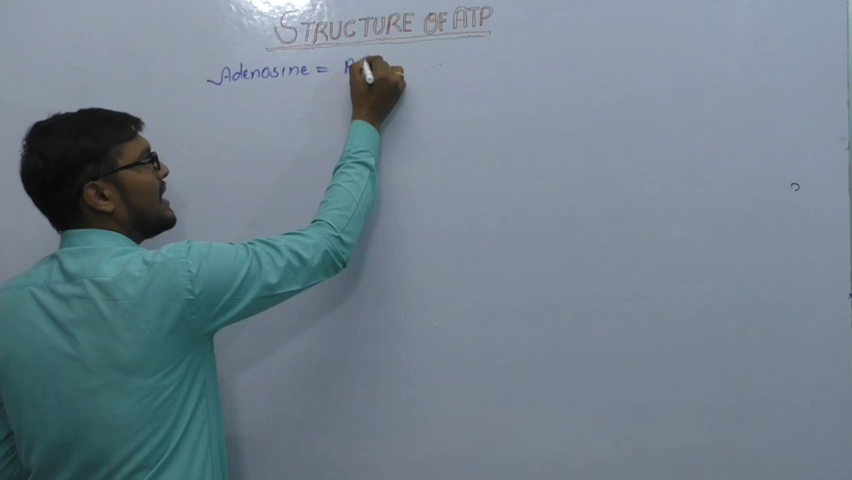 STRUCTURE OF ATP
Adenosine =